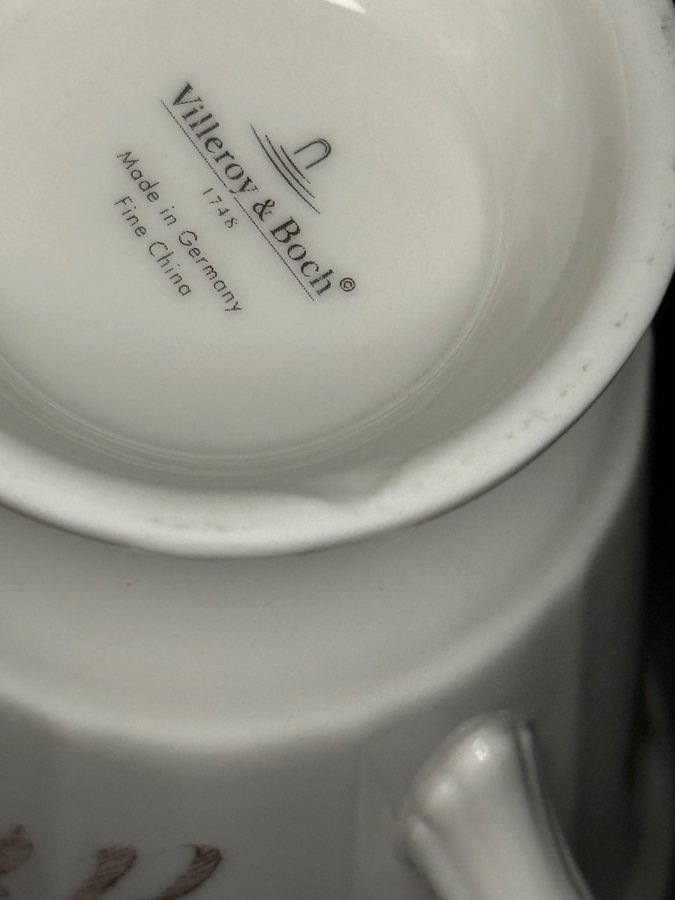 Villeroy & Boch©
1748
Made in Germany
Fine China